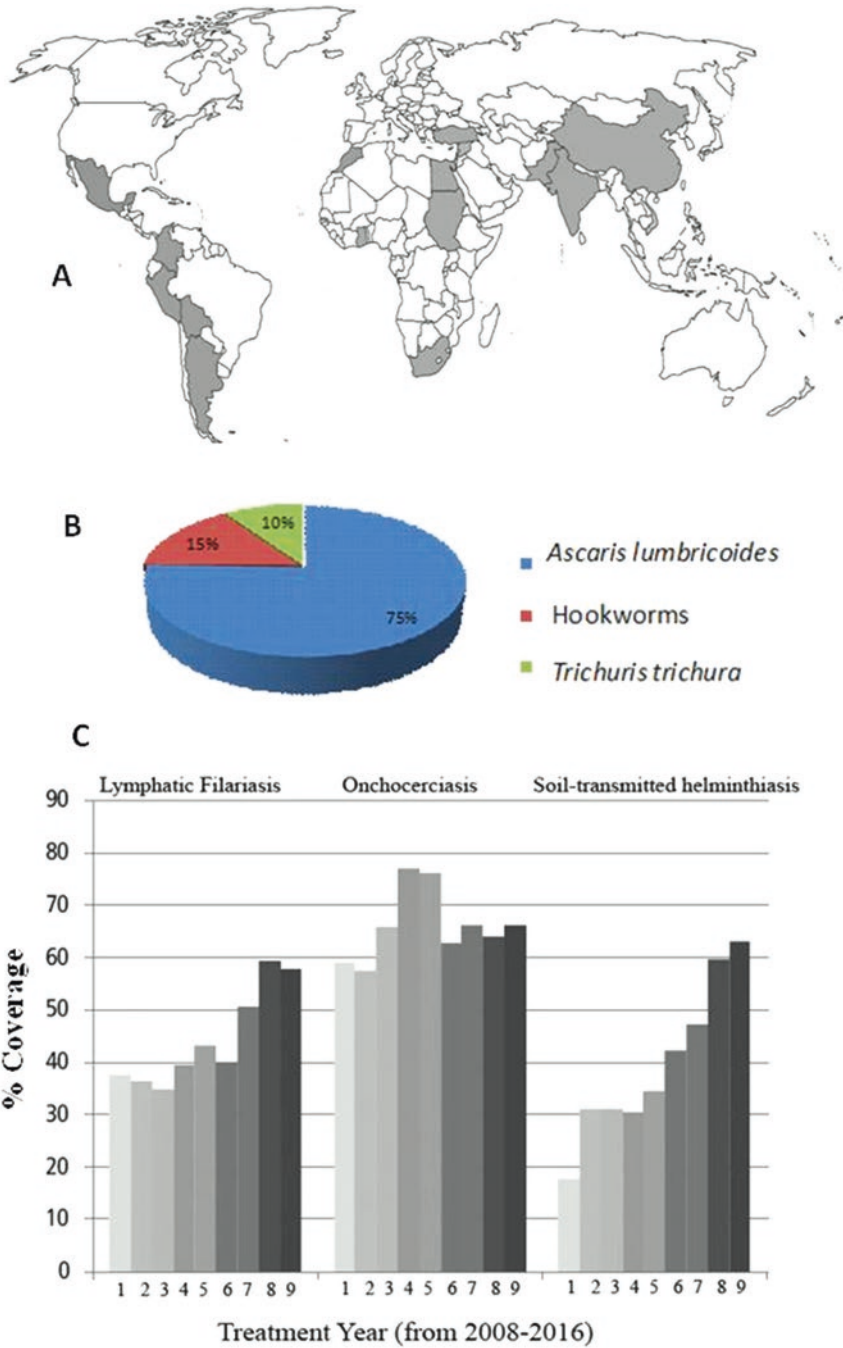 A
B
10%
15%
75%
Ascaris lumbricoides
Hookworms
Trichuris trichura
C
Lymphatic Filariasis Onchocerciasis Soil-transmitted helminthiasis
90
80
70
60
50
40
30
20
10
0
% Coverage
1 2 3 4 5 6 7 8 9 1 2 3 4 5 6 7 8 9 1 2 3 4 5 6 7 8 9
Treatment Year (from 2008-2016)